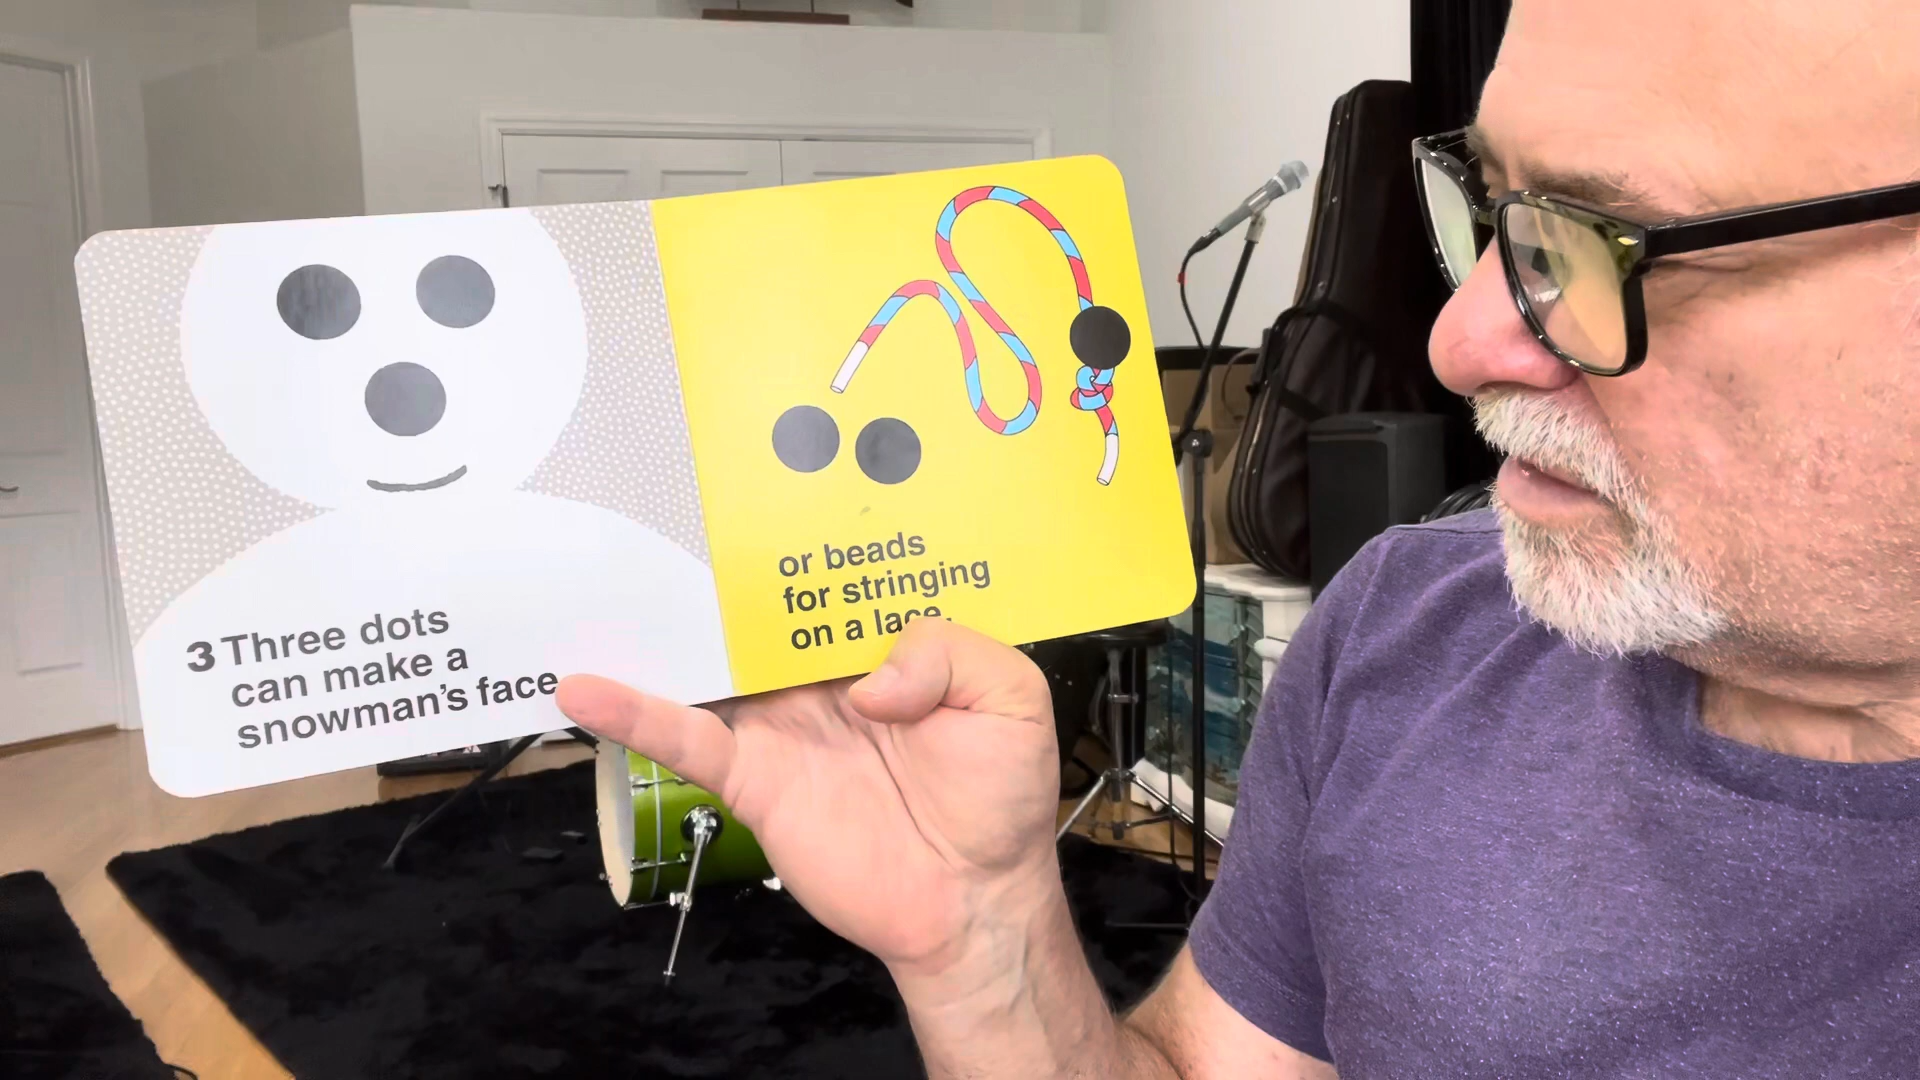 3 Three dots
can make a
snowman's face
or beads
for stringing
on a lace.